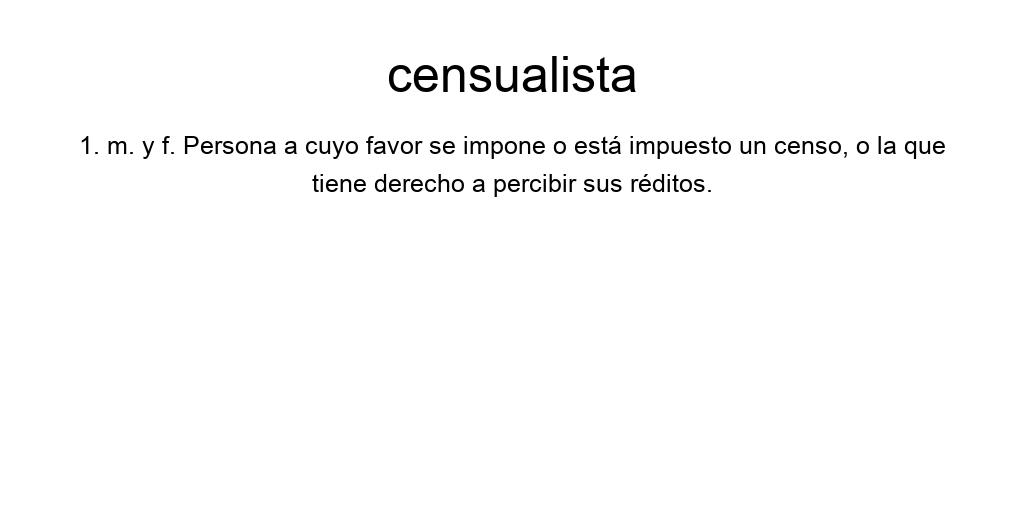 censualista
1. m. y f. Persona a cuyo favor se impone o está impuesto un censo, o la que
tiene derecho a percibir sus réditos.